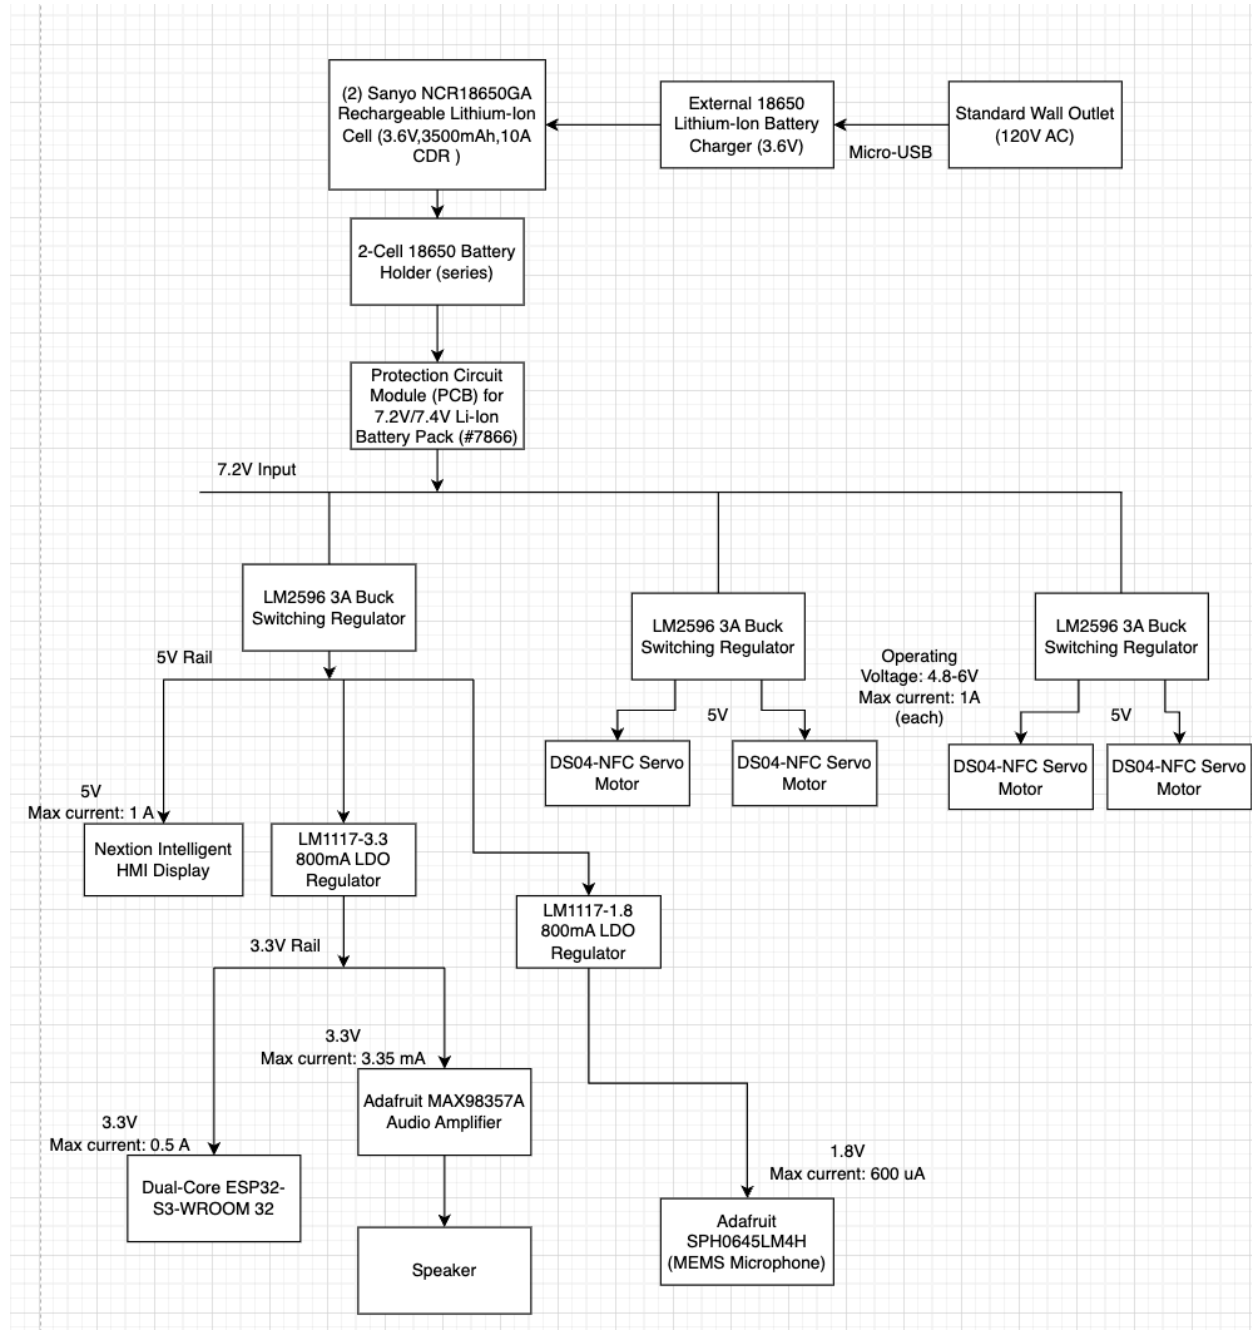 (2) Sanyo NCR18650GA
Rechargeable Lithium-Ion
Cell (3.6V,3500mAh,10A
CDR )
External 18650
Lithium-Ion Battery
Charger (3.6V)
Micro-USB
Standard Wall Outlet
(120V AC)
2-Cell 18650 Battery
Holder (series)
Protection Circuit
Module (PCB) for
7.2V/7.4V Li-Ion
Battery Pack (#7866)
7.2V Input
LM2596 3A Buck
Switching Regulator
LM2596 3A Buck
Switching Regulator
LM2596 3A Buck
Switching Regulator
5V Rail
Operating
Voltage: 4.8-6V
Max current: 1A
(each)
5V
5V
DS04-NFC Servo
Motor
DS04-NFC Servo
Motor
DS04-NFC Servo
Motor
DS04-NFC Servo
Motor
5V
Max current: 1 A
Nextion Intelligent
HMI Display
LM1117-3.3
800mA LDO
Regulator
LM1117-1.8
800mA LDO
Regulator
3.3V Rail
3.3V
Max current: 3.35 mA
Adafruit MAX98357A
Audio Amplifier
3.3V
Max current: 0.5 A
Dual-Core ESP32-
S3-WROOM 32
1.8V
Max current: 600 uA
Adafruit
SPH0645LM4H
(MEMS Microphone)
Speaker